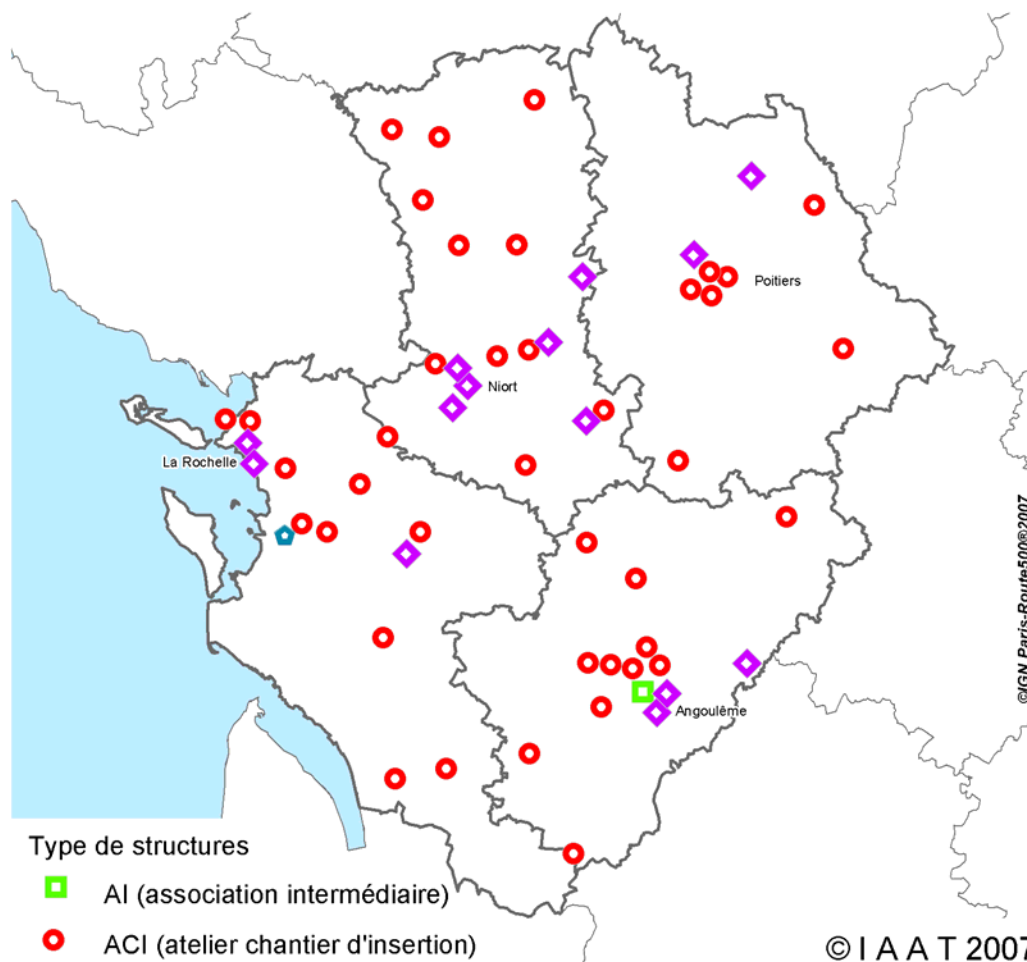 Poitiers
Niort
La Rochelle
Angoulême
©IGN Paris-Route500®2007
Type de structures
AI (association intermédiaire)
ACI (atelier chantier d'insertion)
© I A A T 2007